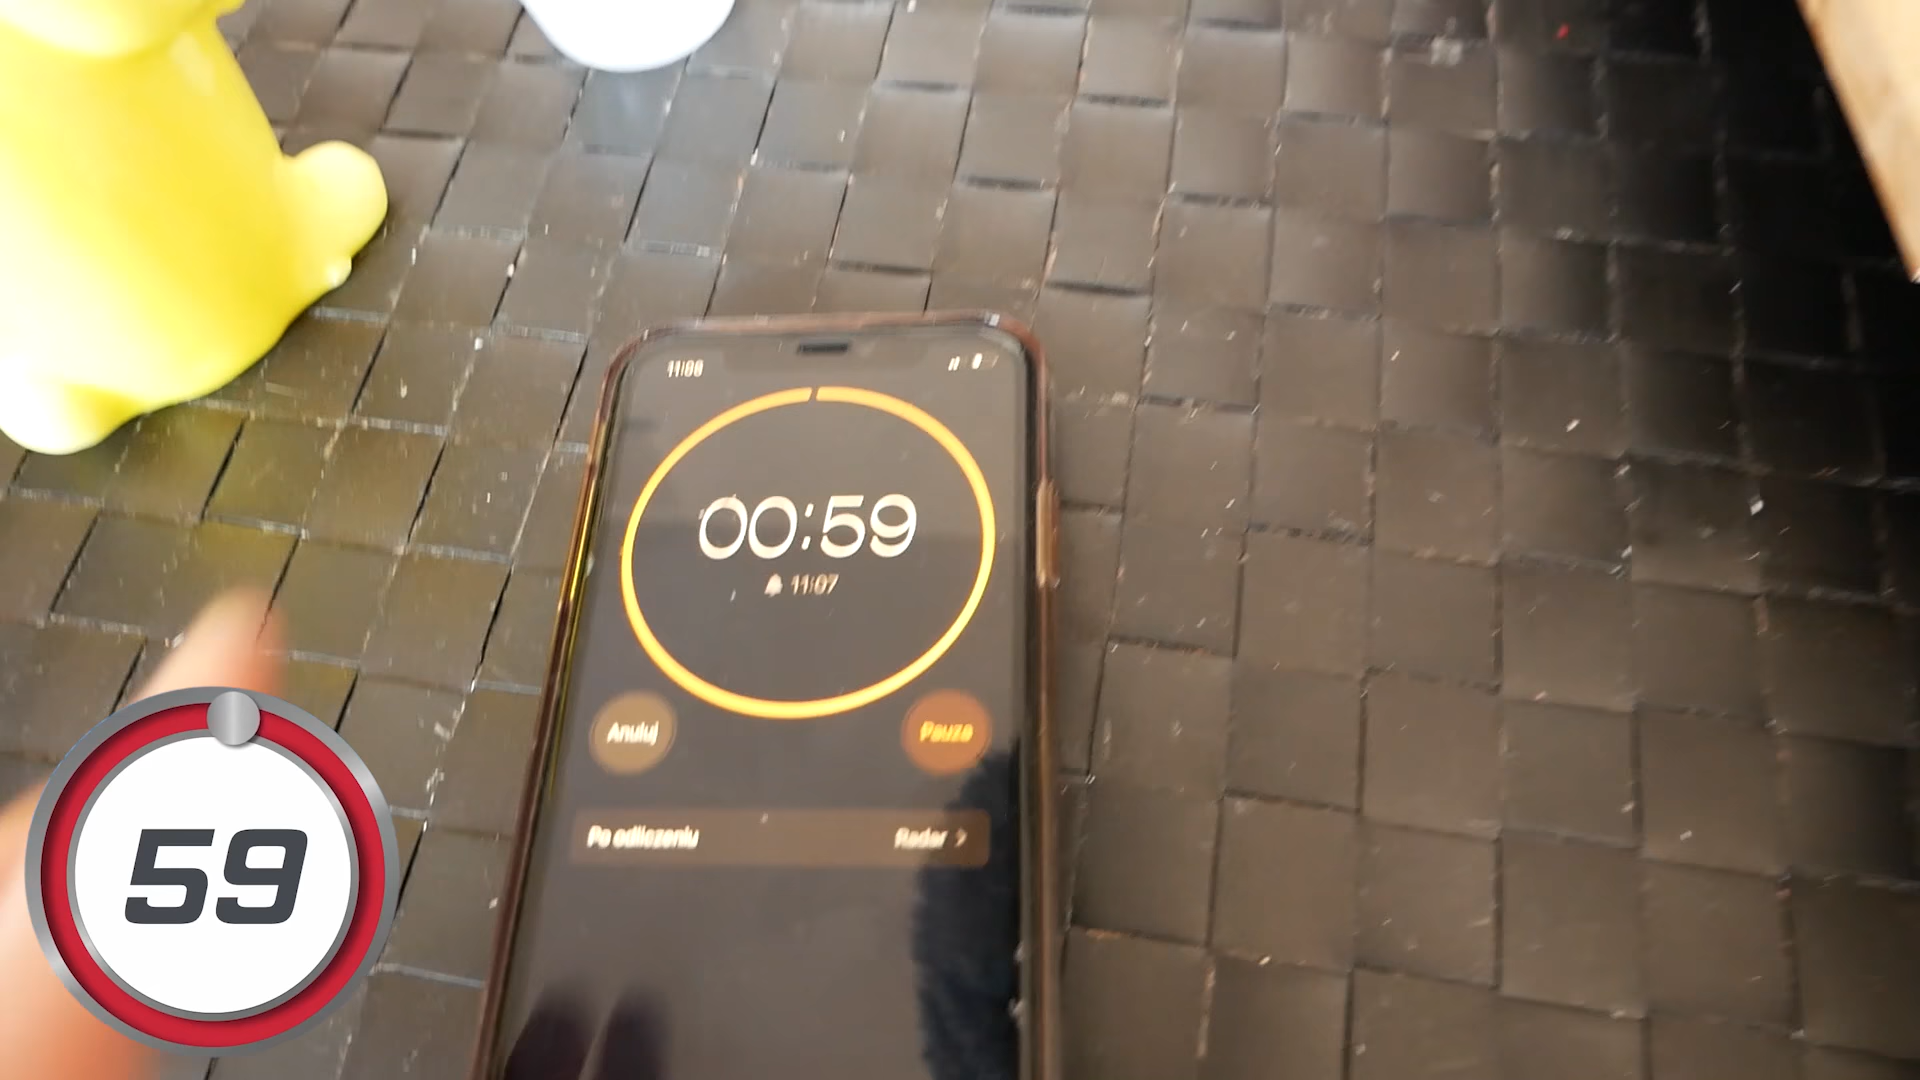 11:06
00:59
11:07
Anuluj
Pauza
Po odliczeniu
Radar >
59